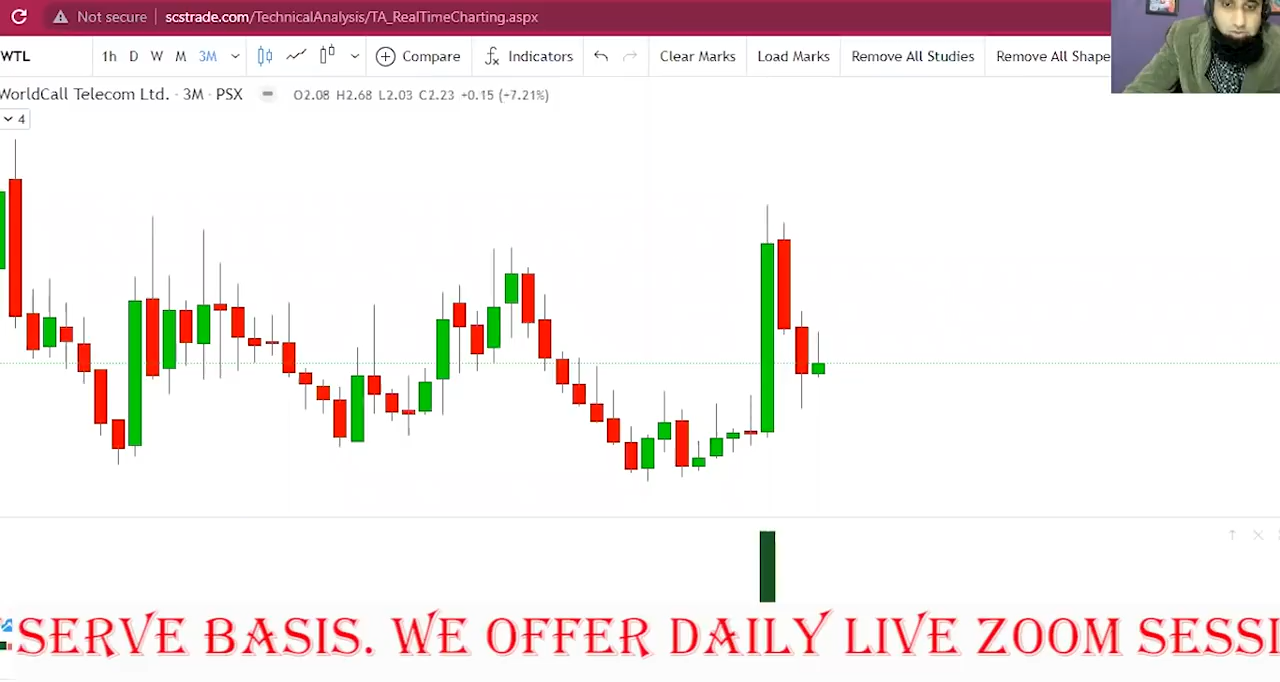 Not secure scstrade.com/TechnicalAnalysis/TA_RealTimeCharting.aspx
WTL 1h D W M 3M Compare Indicators Clear Marks Load Marks Remove All Studies Remove All Shape
WorldCall Telecom Ltd. · 3M · PSX O2.08 H2.68 L2.03 C2.23 +0.15 (+7.21%)
4
SERVE BASIS. WE OFFER DAILY LIVE ZOOM SESSI